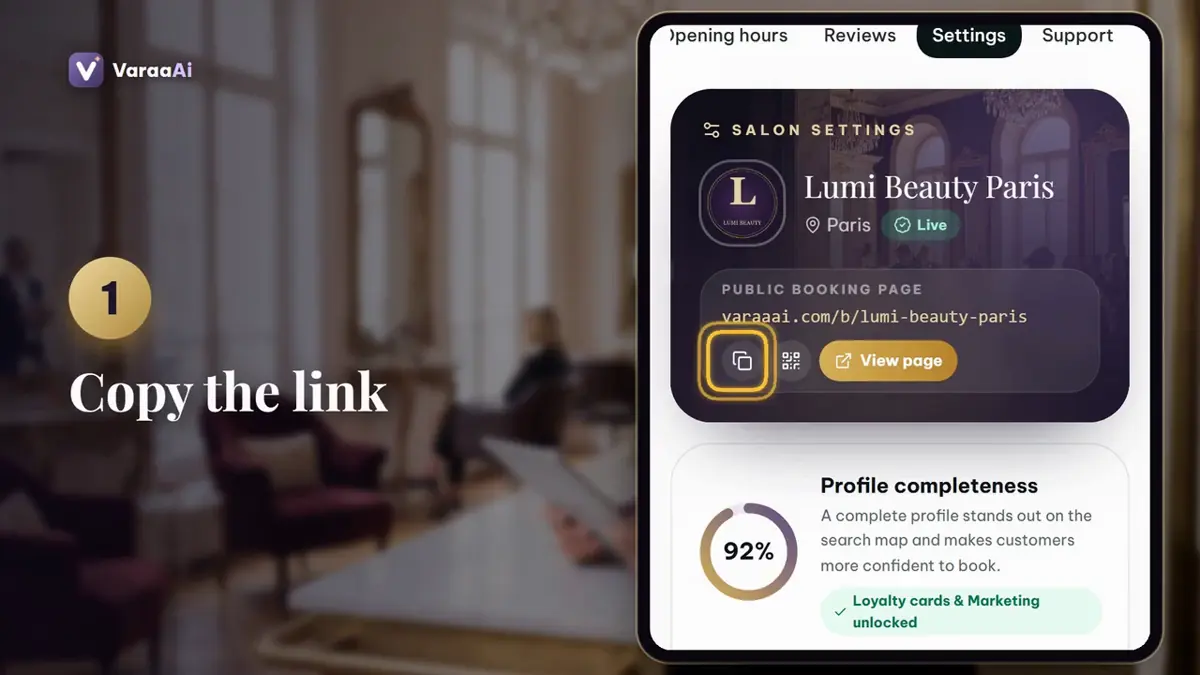 VaraaAi
1
Copy the link
Opening hours
Reviews
Settings
Support
SALON SETTINGS
L
LUMI BEAUTY
Lumi Beauty Paris
Paris
Live
PUBLIC BOOKING PAGE
varaaai.com/b/lumi-beauty-paris
View page
92%
Profile completeness
A complete profile stands out on the
search map and makes customers
more confident to book.
Loyalty cards & Marketing
unlocked